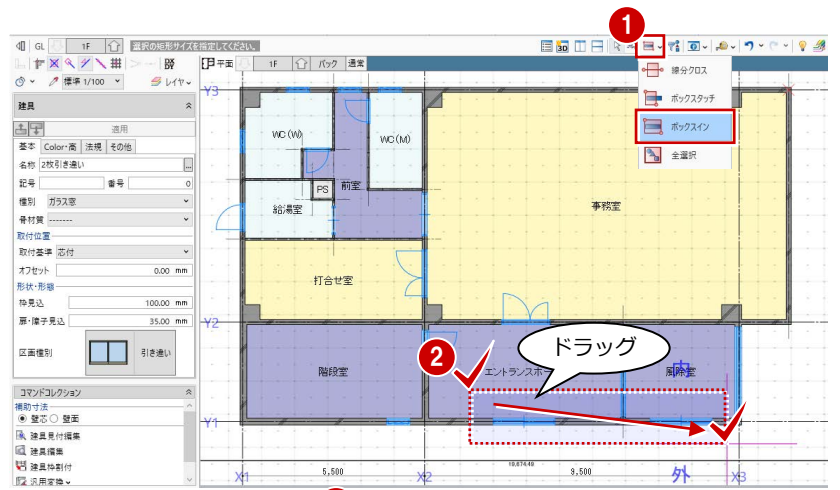 1
GL
1F
選択の矩形サイズを指定してください。
3D
標準 1/100
レイヤ
平面
1F
バック
通常
線分クロス
ボックスタッチ
ボックスイン
全選択
建具
適用
基本
Color・高
法規
その他
名称
2枚引き違い
...
記号
番号
0
種別
ガラス窓
骨材質
-------
取付位置
取付基準
芯付
オフセット
0.00 mm
形状・形態
枠見込
100.00 mm
扉・障子見込
35.00 mm
区画種別
引き違い
コマンドコレクション
補助寸法
壁芯
壁面
建具見付編集
建具編集
建具枠割付
汎用変換
Y3
WC(W)
WC(M)
PS
前室
給湯室
事務室
打合せ室
Y2
2
ドラッグ
階段室
エントランスホー
風除室
内
Y1
5,500
9,500
外
X1
X2
X3